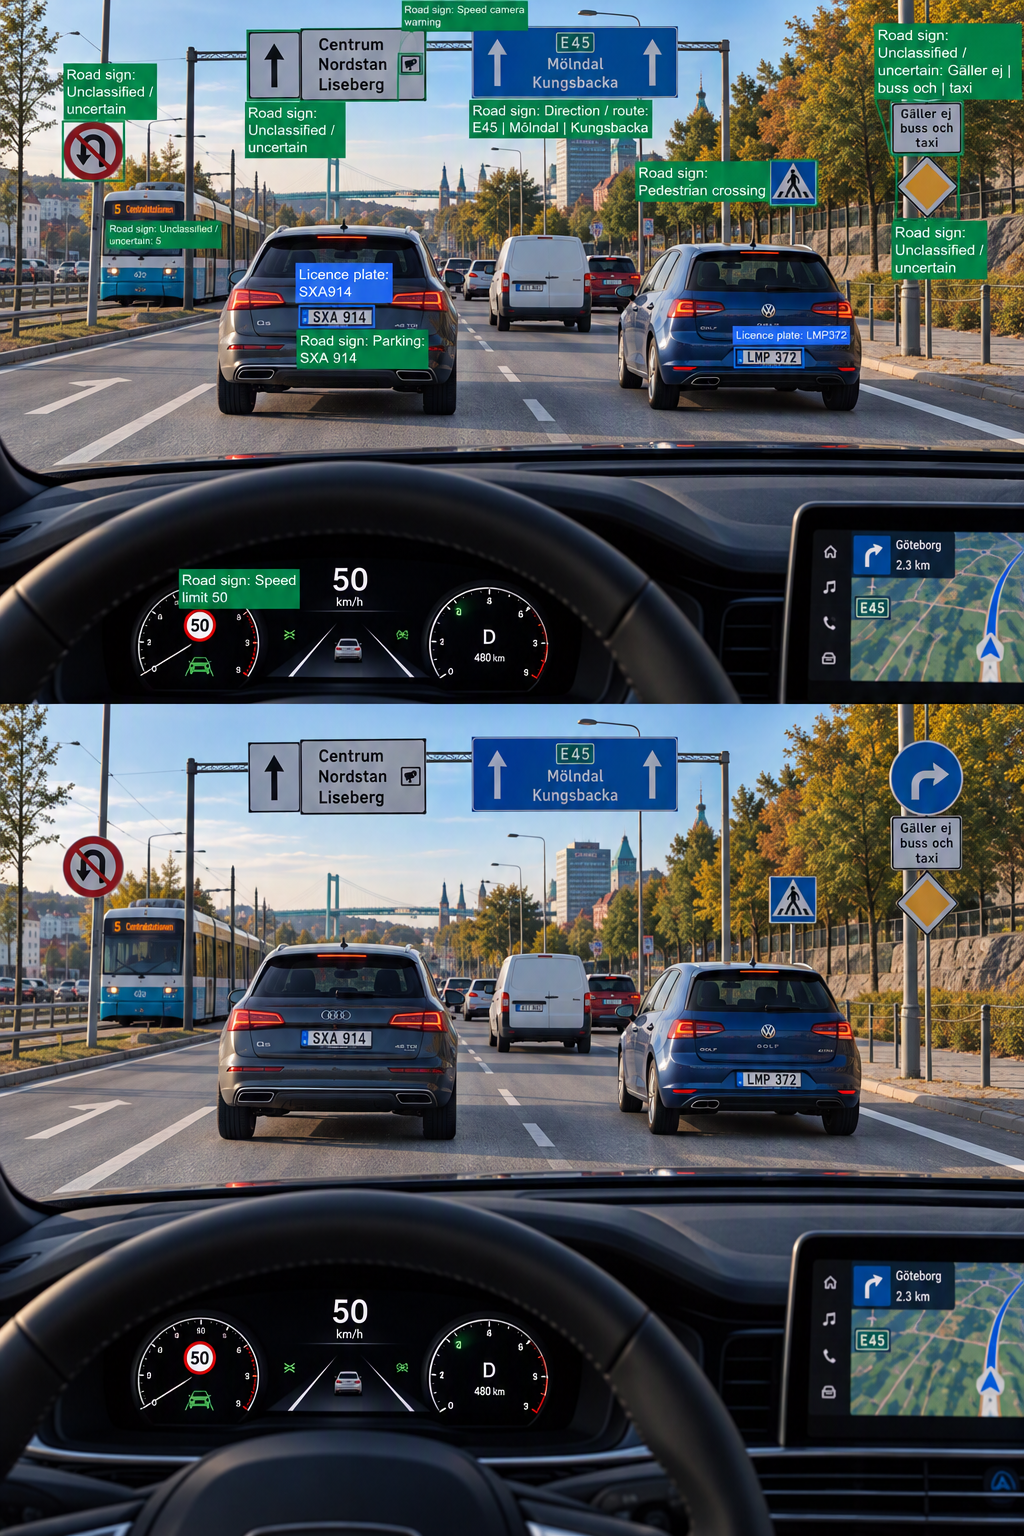 Road sign: Speed camera
warning
Road sign:
Unclassified /
uncertain
Centrum
Nordstan
Liseberg
E45
Mölndal
Kungsbacka
Road sign:
Unclassified /
uncertain: Gäller ej |
buss och | taxi
Road sign:
Unclassified /
uncertain
Road sign: Direction / route:
E45 | Mölndal | Kungsbacka
Gäller ej
buss och
taxi
Road sign:
Pedestrian crossing
5 Centralstationen
Road sign: Unclassified /
uncertain: 5
Road sign:
Unclassified /
uncertain
Licence plate:
SXA914
SXA 914
Q5
Road sign: Parking:
SXA 914
Licence plate: LMP372
LMP 372
Road sign: Speed
limit 50
50
km/h
50
D
480 km
Göteborg
2.3 km
E45
Centrum
Nordstan
Liseberg
E45
Mölndal
Kungsbacka
Gäller ej
buss och
taxi
5 Centralstationen
SXA 914
Q5
GOLF
GOLF
LMP 372
50
km/h
50
D
480 km
Göteborg
2.3 km
E45